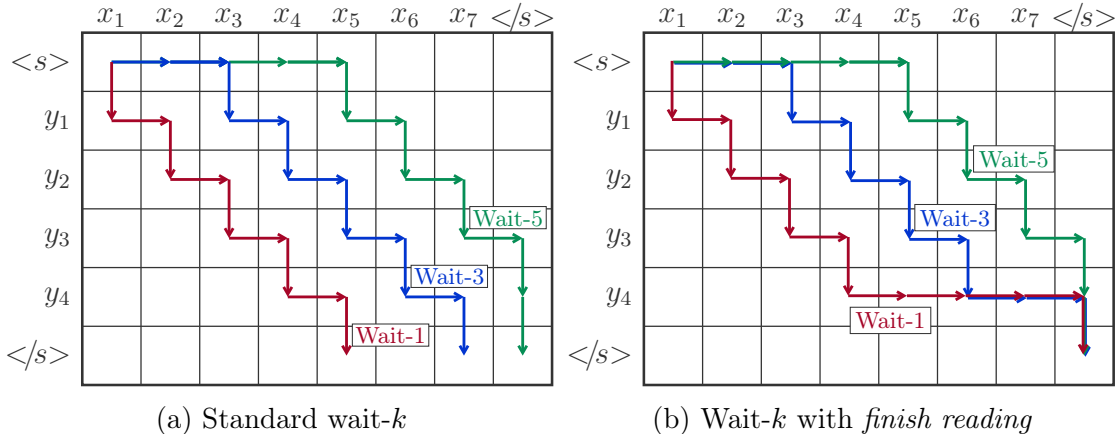 x₁ x₂ x₃ x₄ x₅ x₆ x₇ </s>
<s>
y₁
y₂
y₃
Wait-5
Wait-3
y₄
Wait-1
</s>
(a) Standard wait-k
x₁ x₂ x₃ x₄ x₅ x₆ x₇ </s>
<s>
y₁
Wait-5
y₂
Wait-3
y₃
y₄
Wait-1
</s>
(b) Wait-k with finish reading